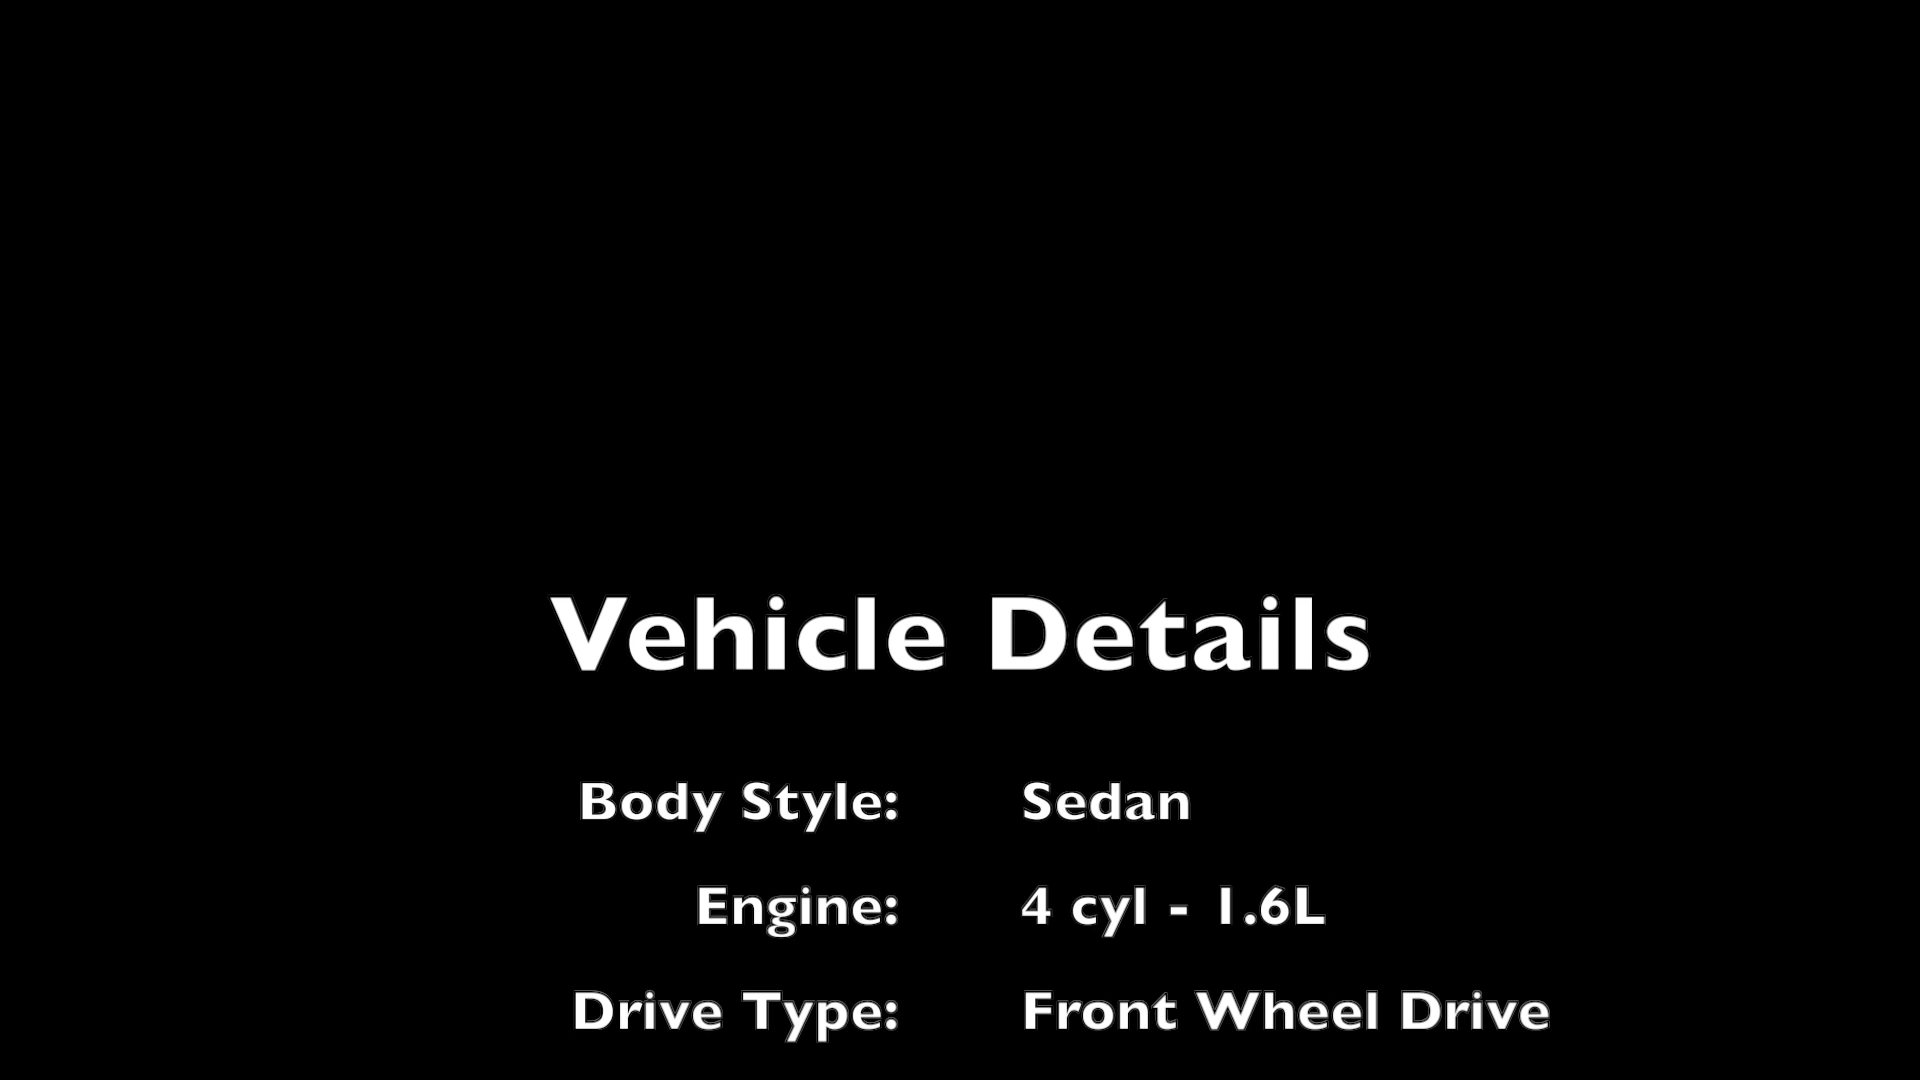 Vehicle Details
Body Style: Sedan
Engine: 4 cyl - 1.6L
Drive Type: Front Wheel Drive